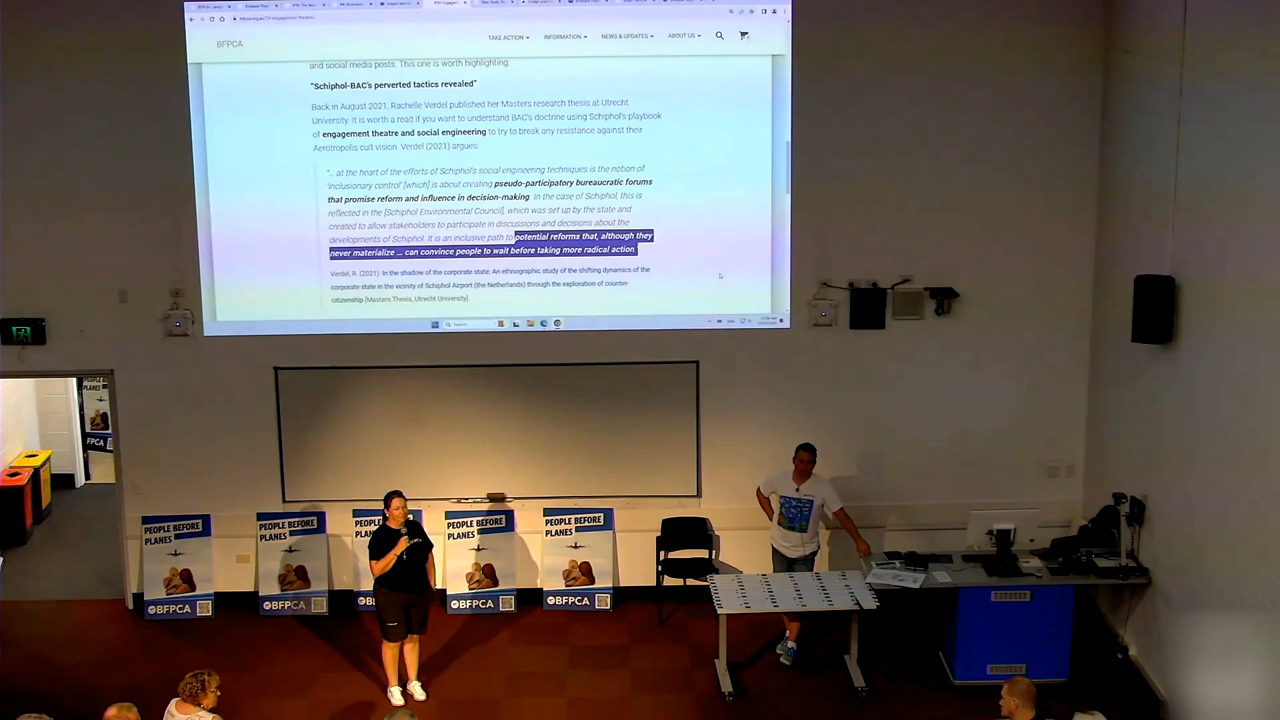 BFPCA
TAKE ACTION
INFORMATION
NEWS & UPDATES
ABOUT US
and social media posts. This one is worth highlighting.
"Schiphol-BAC's perverted tactics revealed"
Back in August 2021, Rachelle Verdel published her Masters research thesis at Utrecht
University. It is worth a read if you want to understand BAC's doctrine using Schiphol's playbook
of engagement theatre and social engineering to try to break any resistance against their
Aerotropolis cult vision. Verdel (2021) argues:
"... at the heart of the efforts of Schiphol's social engineering techniques is the notion of
'inclusionary control' [which] is about creating pseudo-participatory bureaucratic forums
that promise reform and influence in decision-making. In the case of Schiphol, this is
reflected in the [Schiphol Environmental Council], which was set up by the state and
created to allow stakeholders to participate in discussions and decisions about the
developments of Schiphol. It is an inclusive path to potential reforms that, although they
never materialize ... can convince people to wait before taking more radical action.
Verdel, R. (2021). In the shadow of the corporate state: An ethnographic study of the shifting dynamics of the
corporate state in the vicinity of Schiphol Airport (the Netherlands) through the exploration of counter-
citizenship [Masters Thesis, Utrecht University].
Search
PEOPLE BEFORE
PLANES
BFPCA
PEOPLE BEFORE
PLANES
BFPCA
PEOPLE
PLANES
PEOPLE BEFORE
PLANES
BFPCA
PEOPLE BEFORE
PLANES
BFPCA
PEOPLE BEFORE
PLANES
FPCA